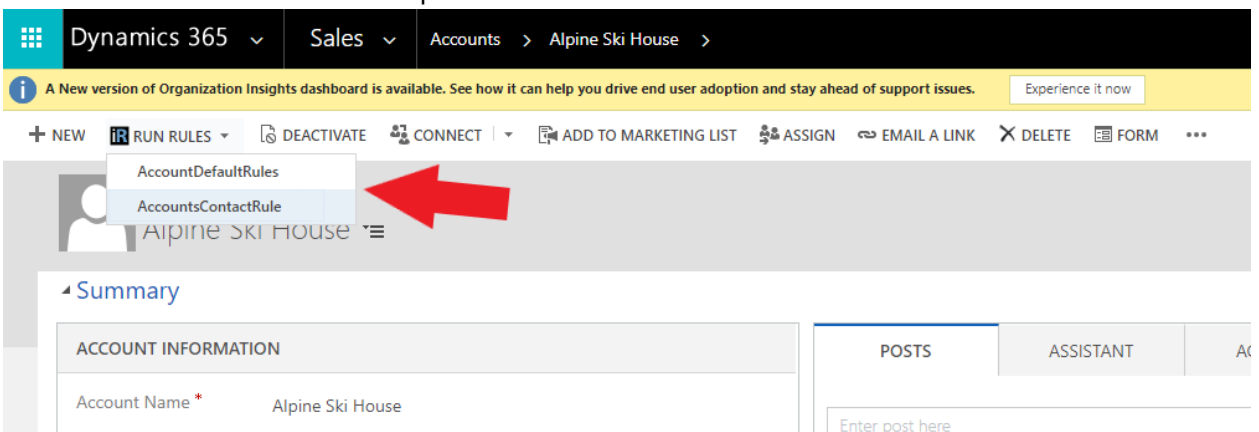 Dynamics 365 Sales Accounts > Alpine Ski House >
A New version of Organization Insights dashboard is available. See how it can help you drive end user adoption and stay ahead of support issues. Experience it now
NEW iR RUN RULES DEACTIVATE CONNECT ADD TO MARKETING LIST ASSIGN EMAIL A LINK DELETE FORM ...
AccountDefaultRules
AccountsContactRule
Alpine Ski House
Summary
ACCOUNT INFORMATION
Account Name * Alpine Ski House
POSTS ASSISTANT
Enter post here